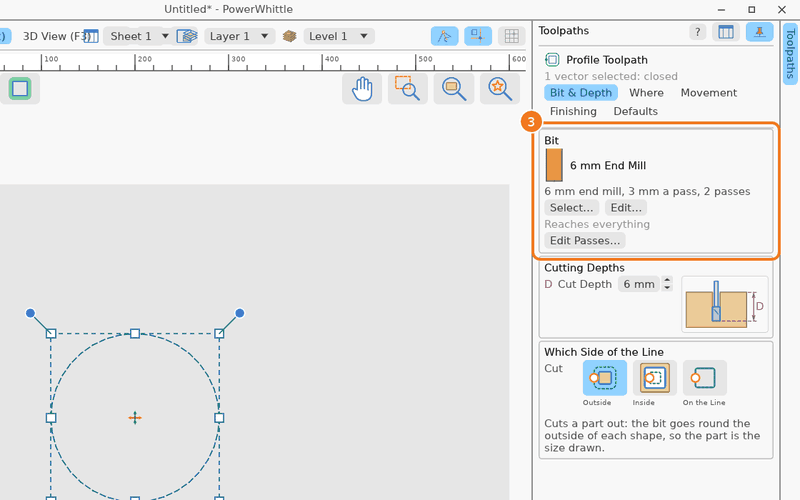 Untitled* - PowerWhittle
3D View (F3)
Sheet 1
Layer 1
Level 1
100
200
300
400
500
600
Toolpaths
?
Toolpaths
Profile Toolpath
1 vector selected: closed
Bit & Depth
Where
Movement
Finishing
Defaults
3
Bit
6 mm End Mill
6 mm end mill, 3 mm a pass, 2 passes
Select...
Edit...
Reaches everything
Edit Passes...
Cutting Depths
D Cut Depth
6 mm
D
Which Side of the Line
Cut
Outside
Inside
On the Line
Cuts a part out: the bit goes round the
outside of each shape, so the part is the
size drawn.